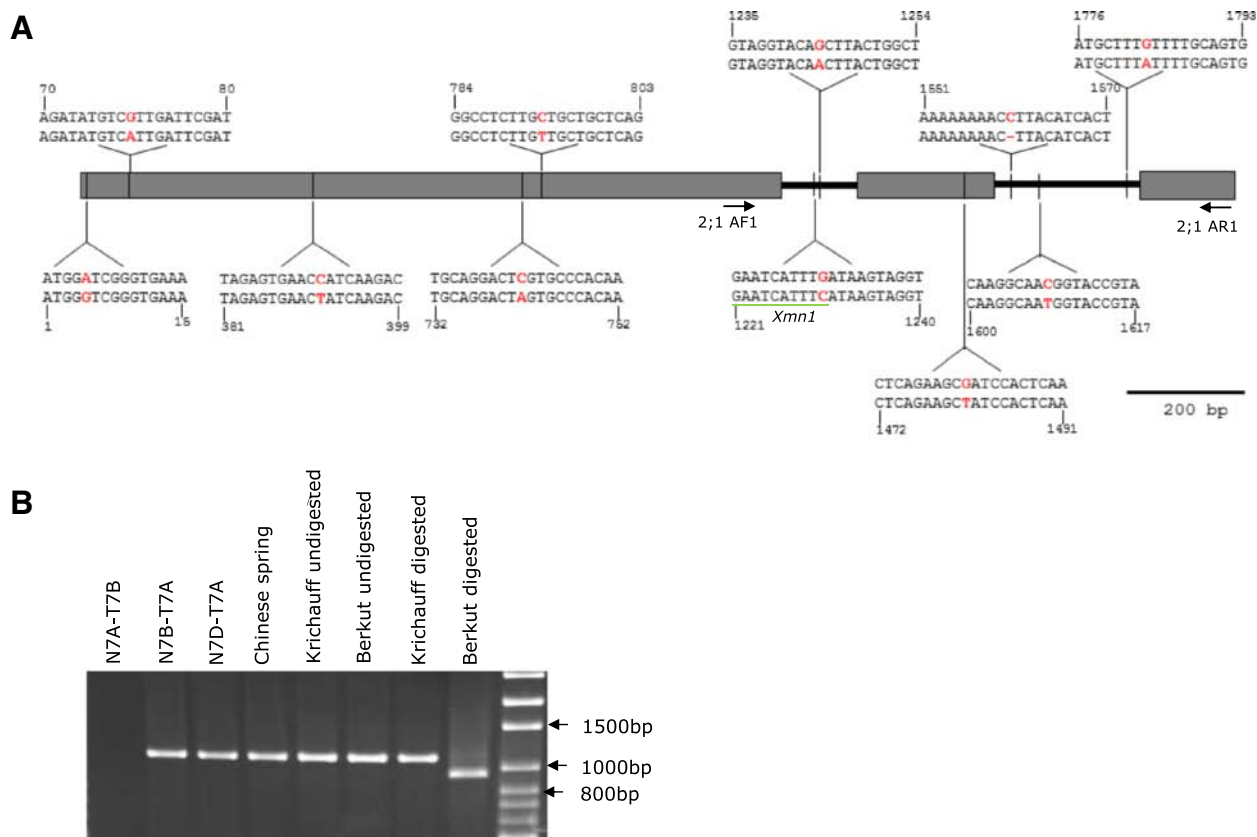 A
70 80
AGATATGTCGTTGATTCGAT
AGATATGTCATTGATTCGAT
784 803
GGCCTCTTGCTGCTGCTCAG
GGCCTCTTGTTGCTGCTCAG
1235 1254
GTAGGTACAGCTTACTGGCT
GTAGGTACAACTTACTGGCT
1551 1570
AAAAAAAACCTTACATCACT
AAAAAAAAC-TTACATCACT
1776 1793
ATGCTTTGTTTTGCAGTG
ATGCTTTATTTTGCAGTG
2;1 AF1
2;1 AR1
ATGGATCGGGTGAAA
ATGGGTCGGGTGAAA
1 15
TAGAGTGAACCATCAAGAC
TAGAGTGAACTATCAAGAC
381 399
TGCAGGACTCGTGCCCACAA
TGCAGGACTAGTGCCCACAA
732 752
GAATCATTTGATAAGTAGGT
GAATCATTTCATAAGTAGGT
1221 Xmn1 1240
CAAGGCAACGGTACCGTA
CAAGGCAATGGTACCGTA
1600 1617
CTCAGAAGCGATCCACTCAA
CTCAGAAGCTATCCACTCAA
1472 1491
200 bp
B
N7A-T7B
N7B-T7A
N7D-T7A
Chinese spring
Krichauff undigested
Berkut undigested
Krichauff digested
Berkut digested
1500bp
1000bp
800bp